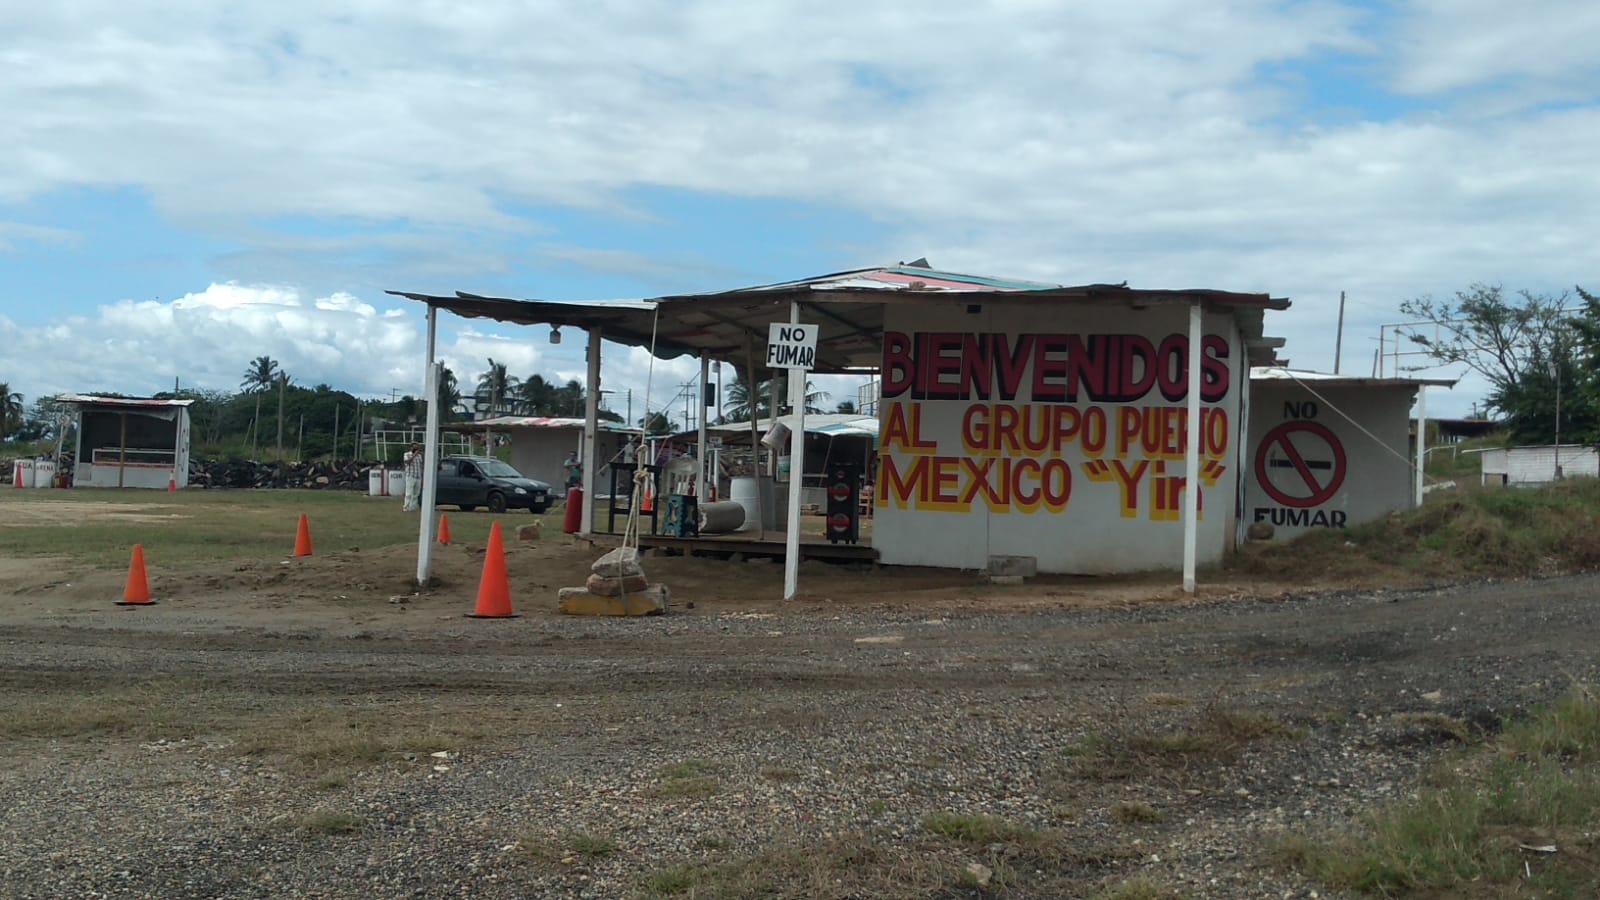 NO
FUMAR
BIENVENIDOS
AL GRUPO PUERTO
MEXICO "Yin"
NO
FUMAR